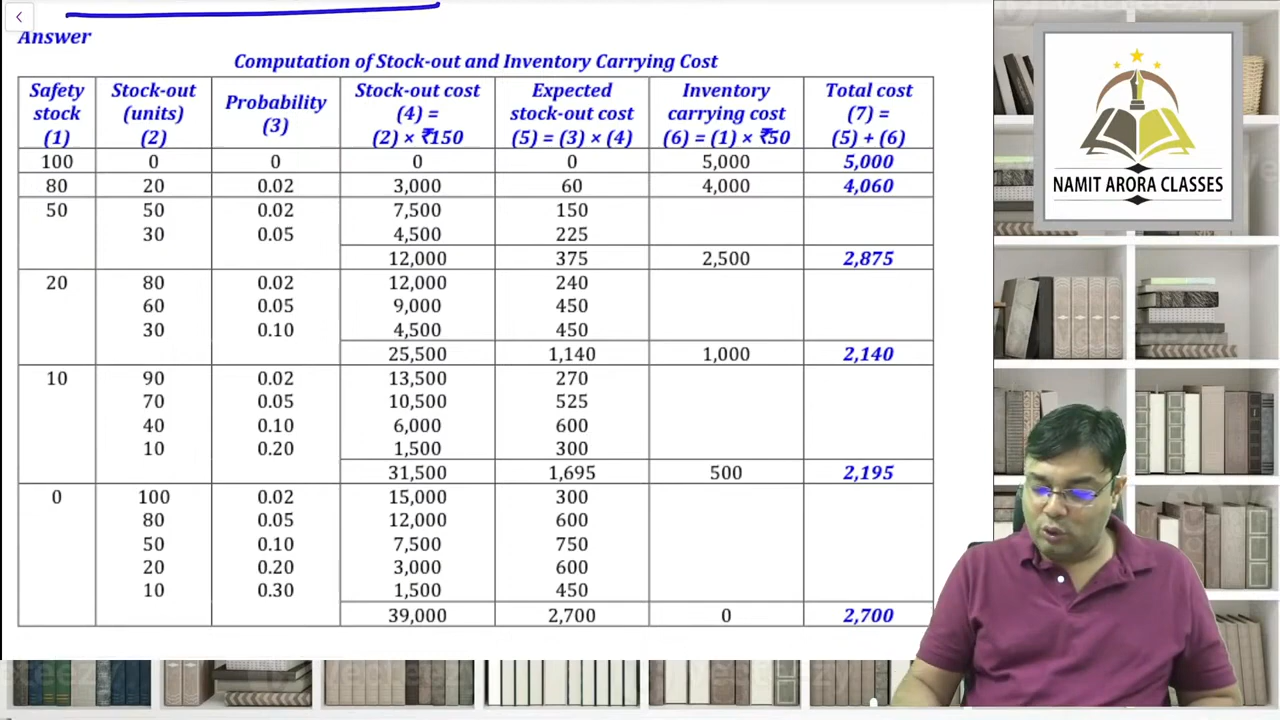 Answer
Computation of Stock-out and Inventory Carrying Cost
Safety stock (1) Stock-out (units) (2) Probability (3) Stock-out cost (4) = (2) × ₹150 Expected stock-out cost (5) = (3) × (4) Inventory carrying cost (6) = (1) × ₹50 Total cost (7) = (5) + (6)
100 0 0 0 0 5,000 5,000
80 20 0.02 3,000 60 4,000 4,060
50 50 0.02 7,500 150
30 0.05 4,500 225
12,000 375 2,500 2,875
20 80 0.02 12,000 240
60 0.05 9,000 450
30 0.10 4,500 450
25,500 1,140 1,000 2,140
10 90 0.02 13,500 270
70 0.05 10,500 525
40 0.10 6,000 600
10 0.20 1,500 300
31,500 1,695 500 2,195
0 100 0.02 15,000 300
80 0.05 12,000 600
50 0.10 7,500 750
20 0.20 3,000 600
10 0.30 1,500 450
39,000 2,700 0 2,700
NAMIT ARORA CLASSES